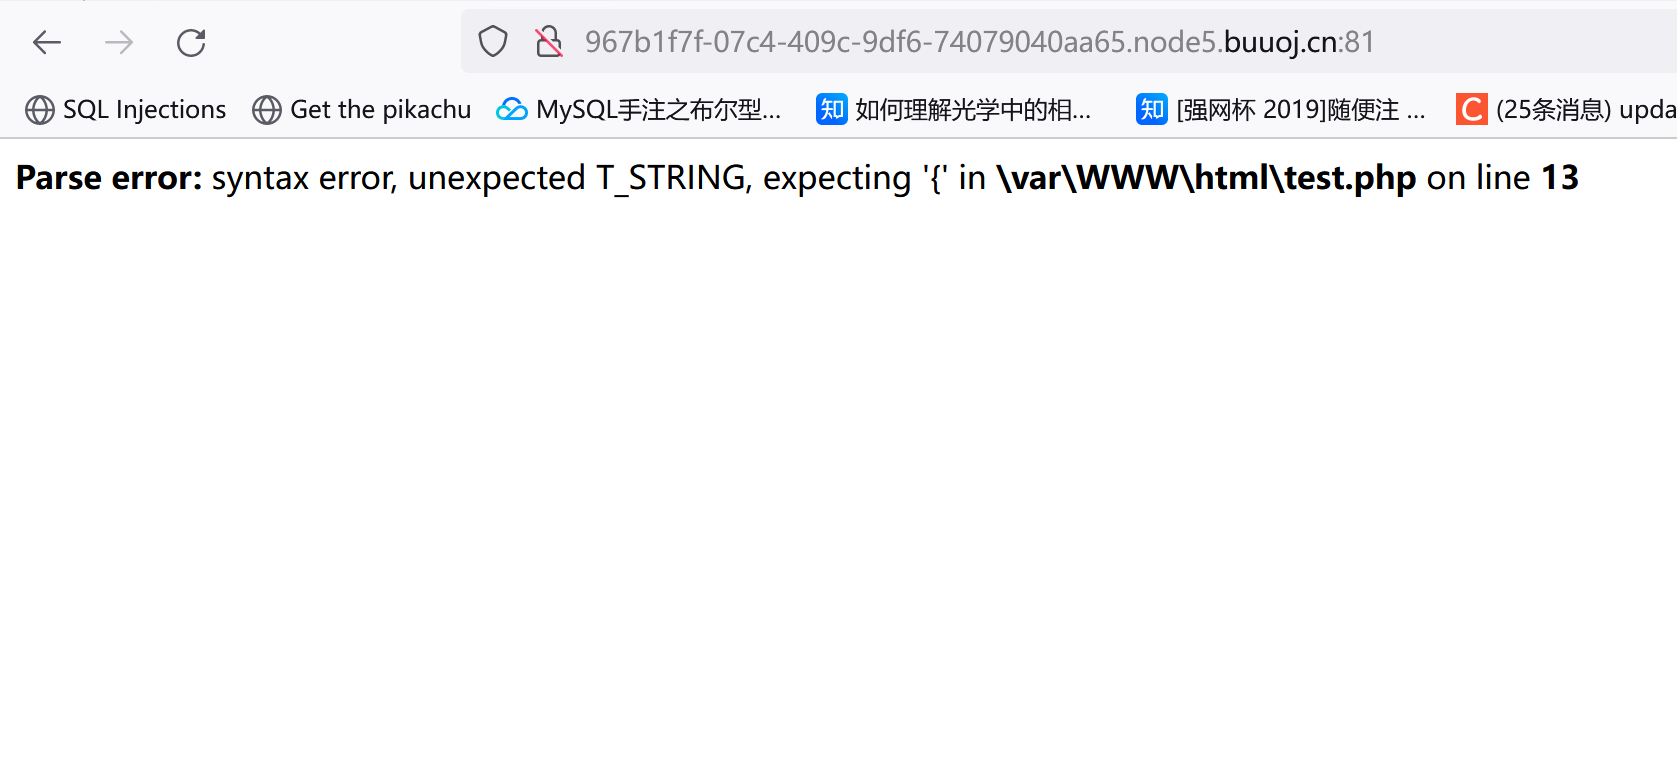 967b1f7f-07c4-409c-9df6-74079040aa65.node5.buuoj.cn:81
SQL Injections Get the pikachu MySQL手注之布尔型... 知 如何理解光学中的相... 知 [强网杯 2019]随便注 ... C (25条消息) upda
Parse error: syntax error, unexpected T_STRING, expecting '{' in \var\WWW\html\test.php on line 13